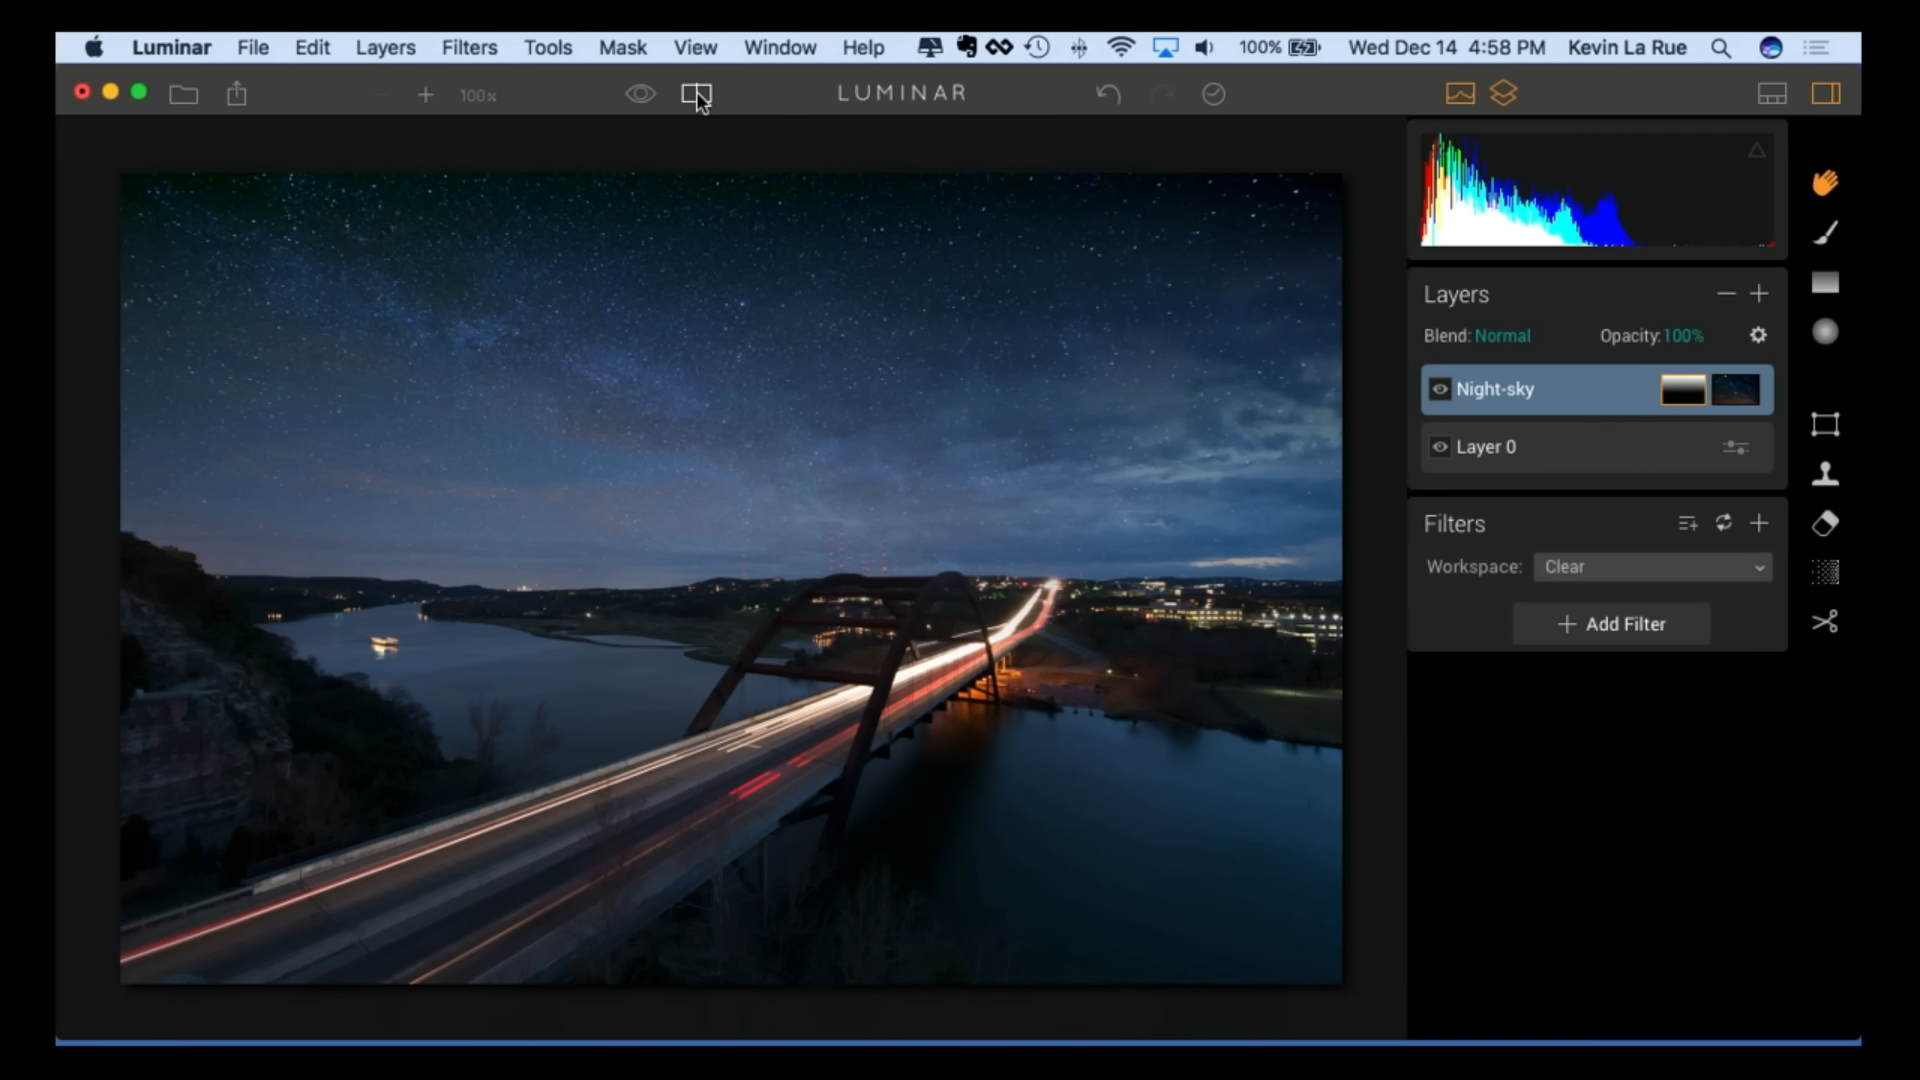 Luminar File Edit Layers Filters Tools Mask View Window Help 100% Wed Dec 14 4:58 PM Kevin La Rue
100% LUMINAR
Layers
Blend: Normal Opacity: 100%
Night-sky
Layer 0
Filters
Workspace: Clear
Add Filter